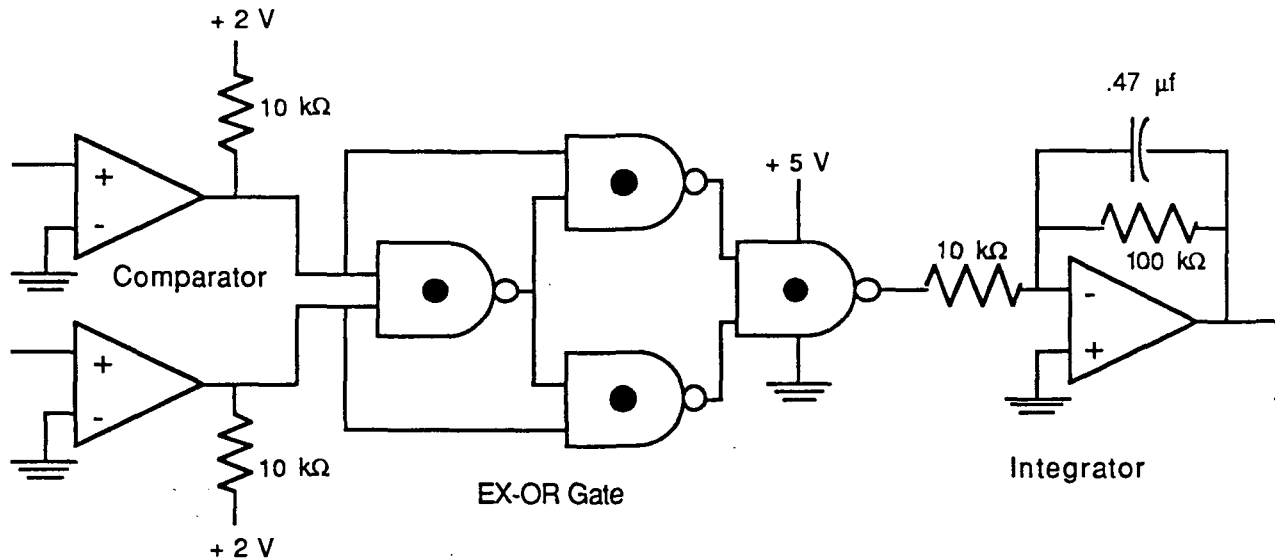 + 2 V
10 kΩ
.47 µf
+ 5 V
+
-
Comparator
10 kΩ
100 kΩ
-
+
+
-
10 kΩ
EX-OR Gate
Integrator
+ 2 V